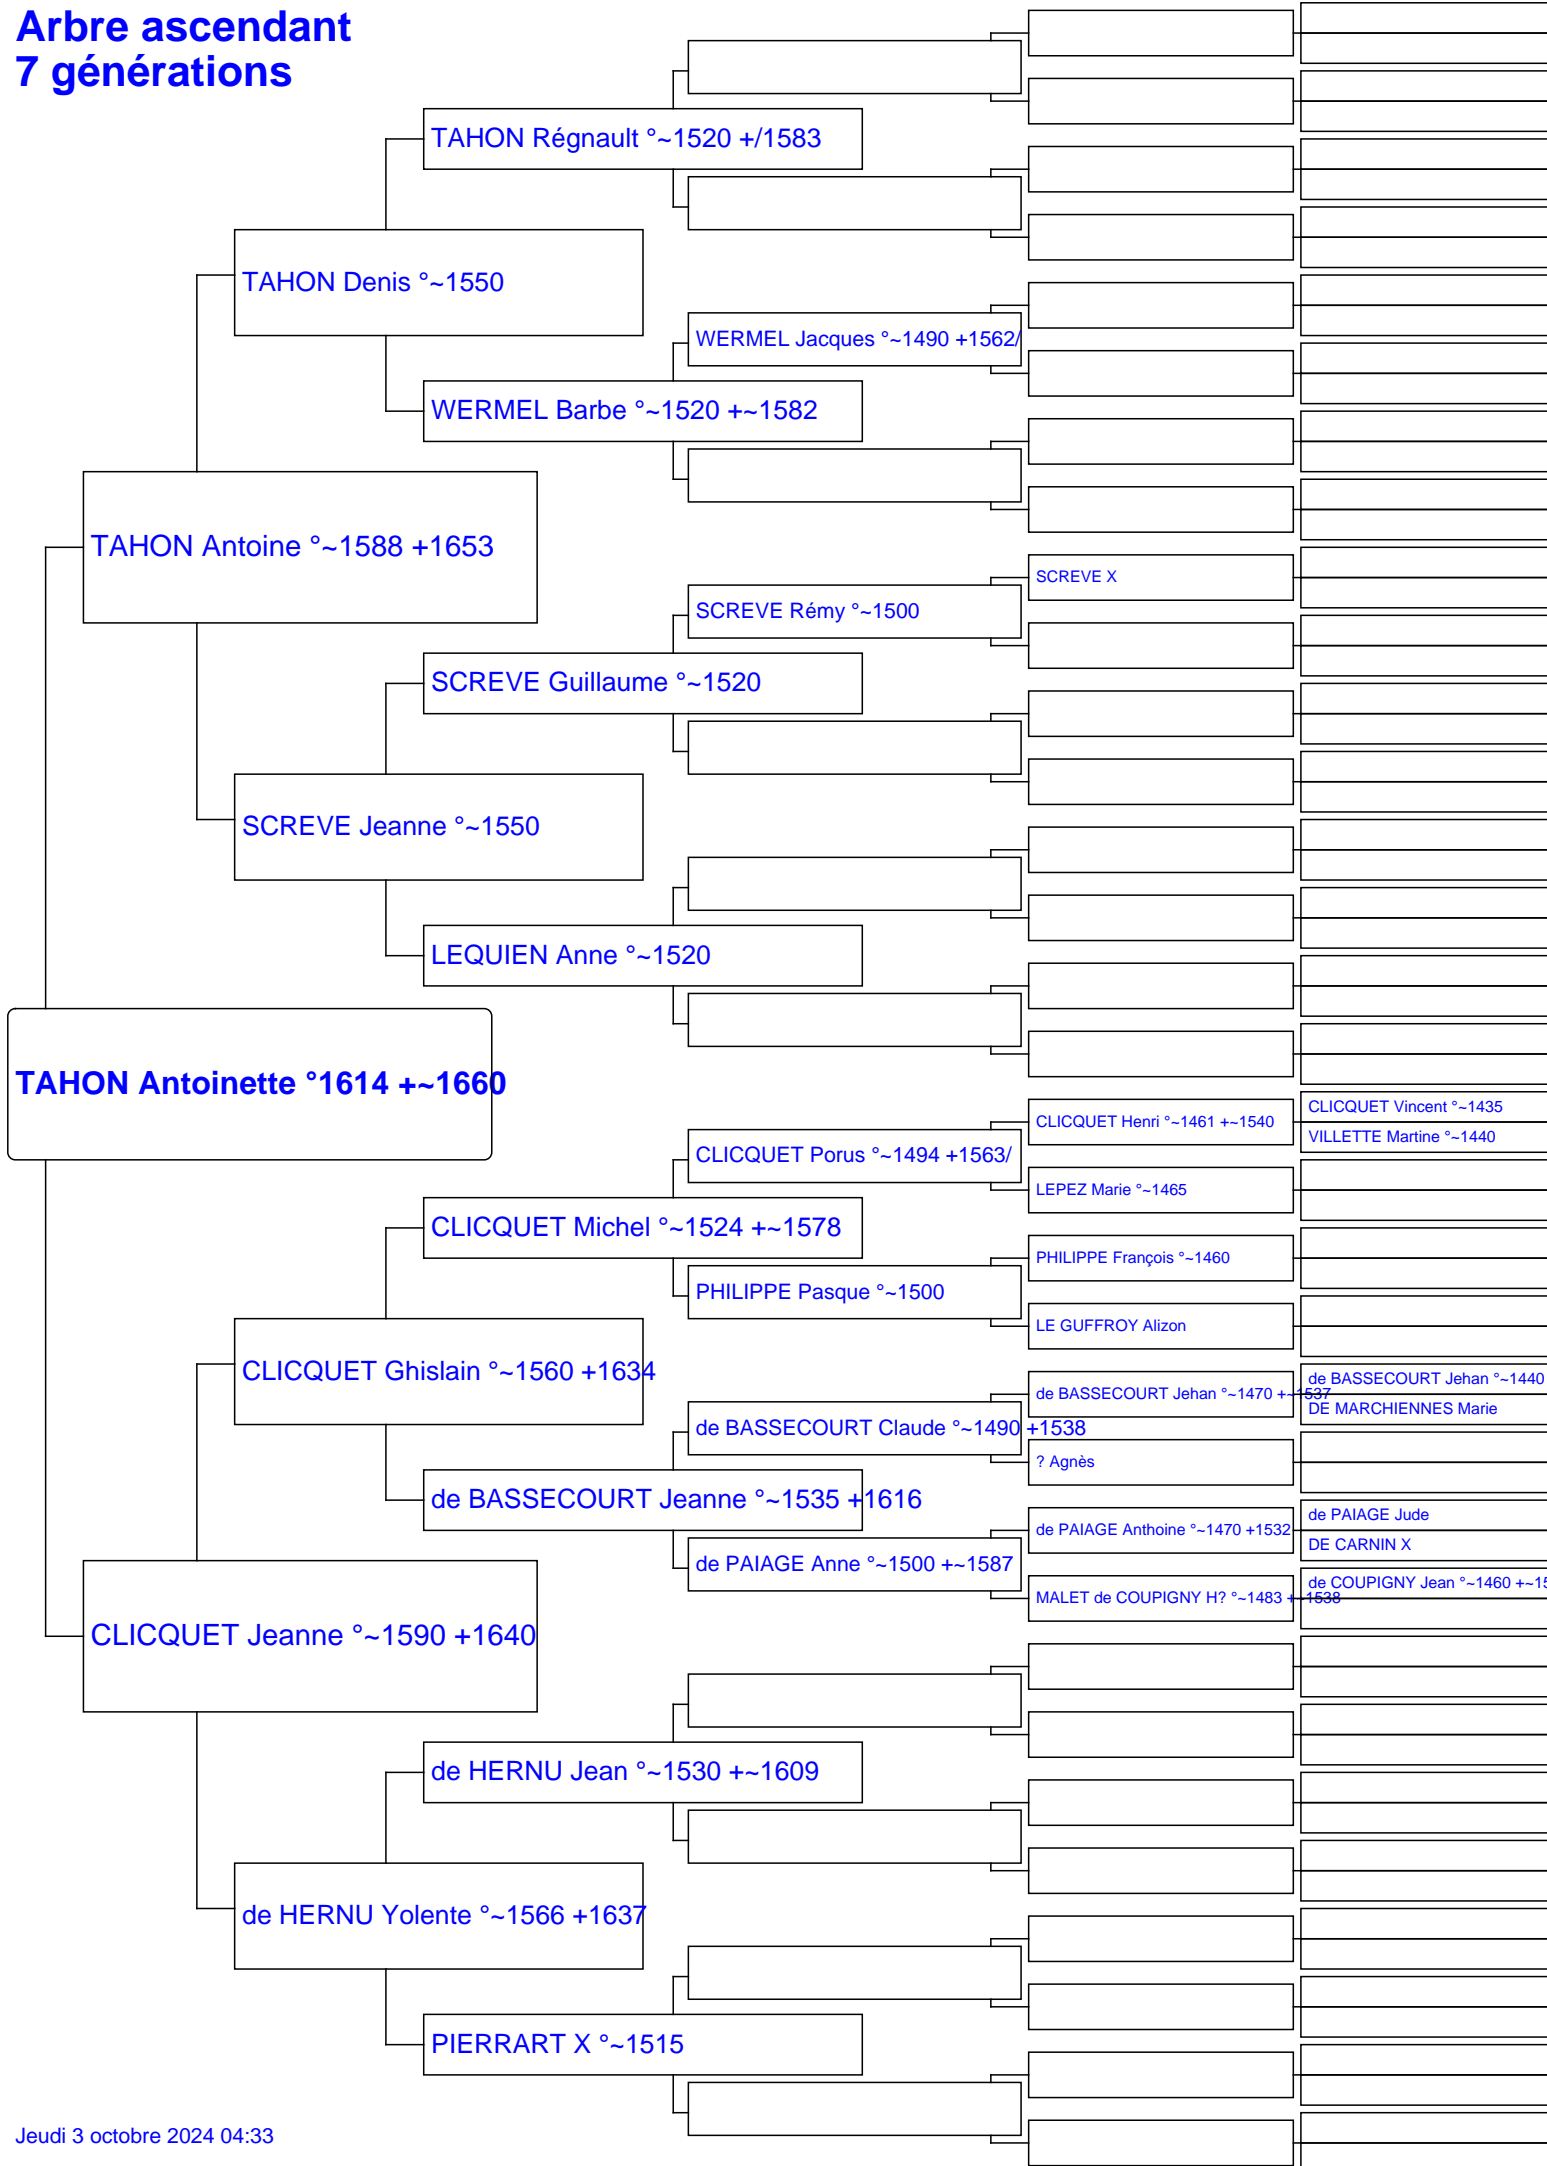 Arbre ascendant
7 générations
TAHON Régnault °~1520 +/1583
TAHON Denis °~1550
WERMEL Jacques °~1490 +1562/
WERMEL Barbe °~1520 +~1582
TAHON Antoine °~1588 +1653
SCREVE X
SCREVE Rémy °~1500
SCREVE Guillaume °~1520
SCREVE Jeanne °~1550
LEQUIEN Anne °~1520
TAHON Antoinette °1614 +~1660
CLICQUET Vincent °~1435
CLICQUET Henri °~1461 +~1540
VILLETTE Martine °~1440
CLICQUET Porus °~1494 +1563/
LEPEZ Marie °~1465
CLICQUET Michel °~1524 +~1578
PHILIPPE François °~1460
PHILIPPE Pasque °~1500
LE GUFFROY Alizon
CLICQUET Ghislain °~1560 +1634
de BASSECOURT Jehan °~1440
de BASSECOURT Jehan °~1470 +~1537
DE MARCHIENNES Marie
de BASSECOURT Claude °~1490 +1538
? Agnès
de BASSECOURT Jeanne °~1535 +1616
de PAIAGE Jude
de PAIAGE Anthoine °~1470 +1532
DE CARNIN X
de PAIAGE Anne °~1500 +~1587
de COUPIGNY Jean °~1460 +~15
MALET de COUPIGNY H? °~1483 +~1538
CLICQUET Jeanne °~1590 +1640
de HERNU Jean °~1530 +~1609
de HERNU Yolente °~1566 +1637
PIERRART X °~1515
Jeudi 3 octobre 2024 04:33